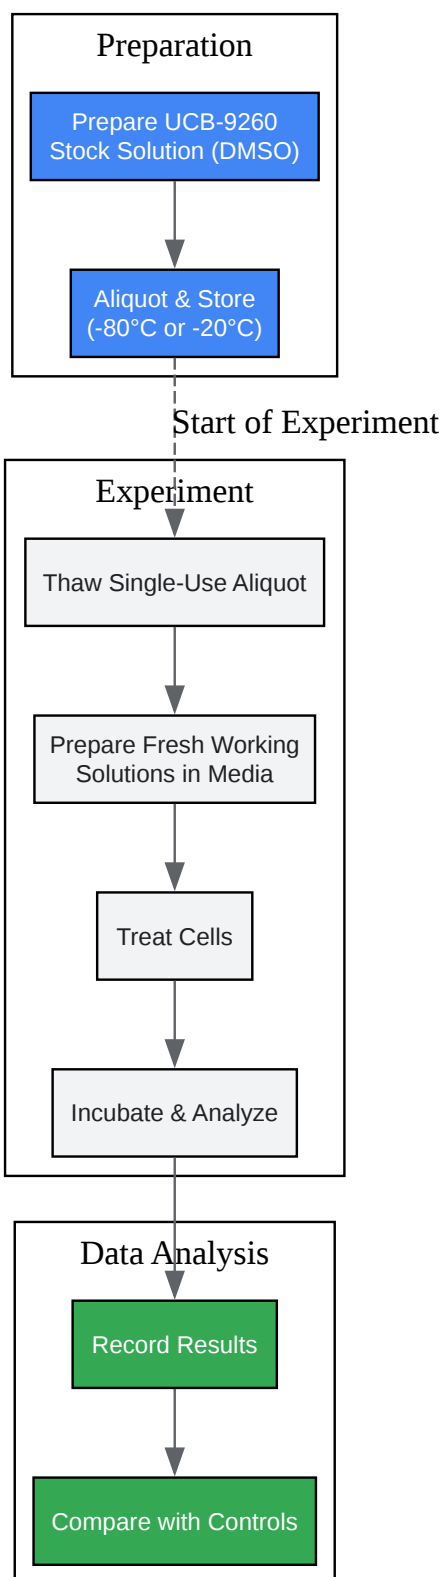 Preparation
Prepare UCB-9260
Stock Solution (DMSO)
Aliquot & Store
(-80°C or -20°C)
Start of Experiment
Experiment
Thaw Single-Use Aliquot
Prepare Fresh Working
Solutions in Media
Treat Cells
Incubate & Analyze
Data Analysis
Record Results
Compare with Controls